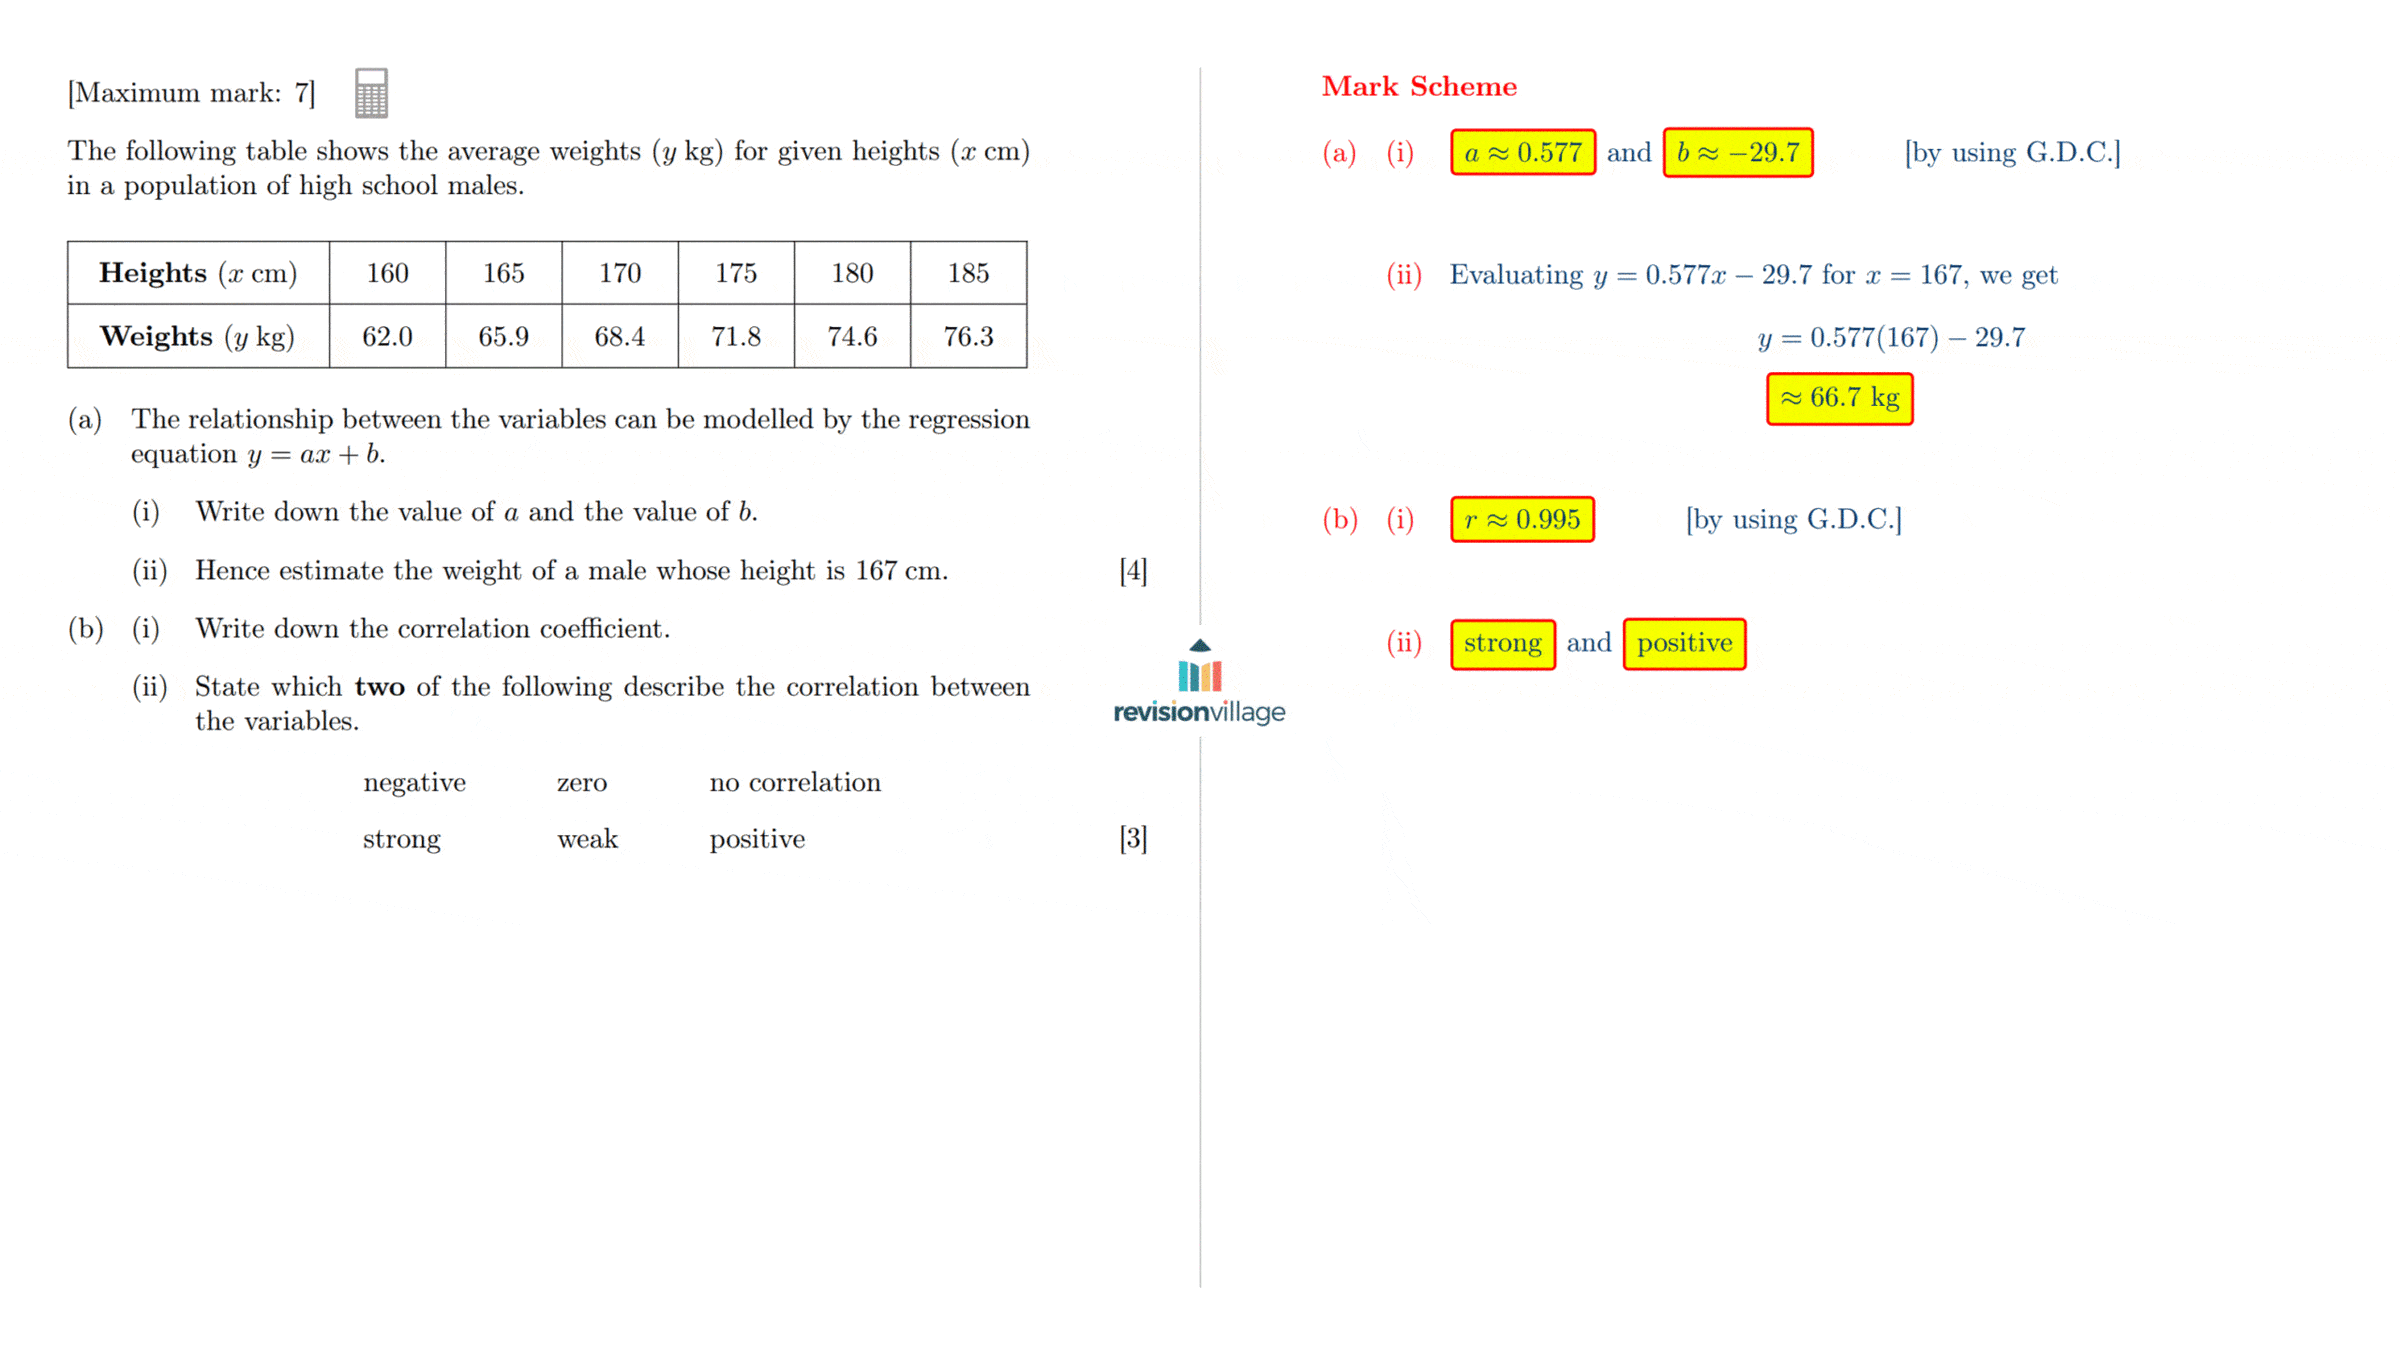 [Maximum mark: 7]
The following table shows the average weights (y kg) for given heights (x cm)
in a population of high school males.
Heights (x cm) 160 165 170 175 180 185
Weights (y kg) 62.0 65.9 68.4 71.8 74.6 76.3
(a) The relationship between the variables can be modelled by the regression
equation y = ax + b.
(i) Write down the value of a and the value of b.
(ii) Hence estimate the weight of a male whose height is 167 cm. [4]
(b) (i) Write down the correlation coefficient.
(ii) State which two of the following describe the correlation between
the variables.
negative zero no correlation
strong weak positive [3]
revisionvillage
Mark Scheme
(a) (i) a ≈ 0.577 and b ≈ −29.7 [by using G.D.C.]
(ii) Evaluating y = 0.577x − 29.7 for x = 167, we get
y = 0.577(167) − 29.7
≈ 66.7 kg
(b) (i) r ≈ 0.995 [by using G.D.C.]
(ii) strong and positive